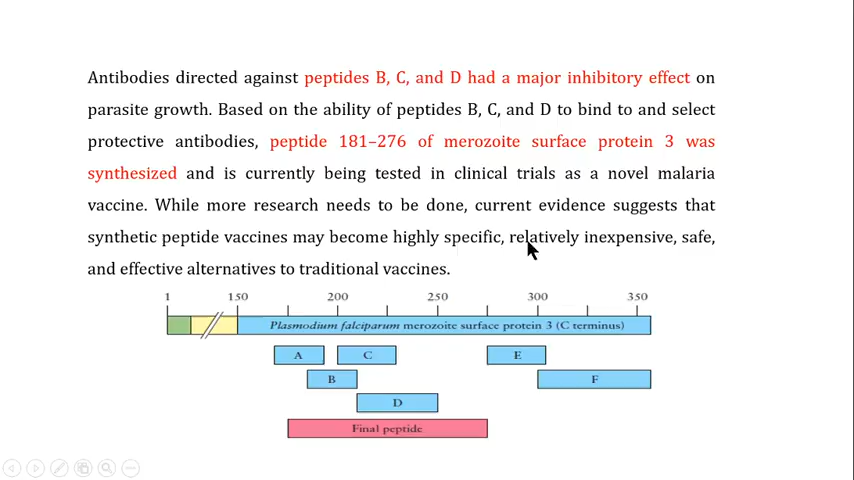 Antibodies directed against peptides B, C, and D had a major inhibitory effect on
parasite growth. Based on the ability of peptides B, C, and D to bind to and select
protective antibodies, peptide 181–276 of merozoite surface protein 3 was
synthesized and is currently being tested in clinical trials as a novel malaria
vaccine. While more research needs to be done, current evidence suggests that
synthetic peptide vaccines may become highly specific, relatively inexpensive, safe,
and effective alternatives to traditional vaccines.
1 150 200 250 300 350
Plasmodium falciparum merozoite surface protein 3 (C terminus)
A C E
B F
D
Final peptide